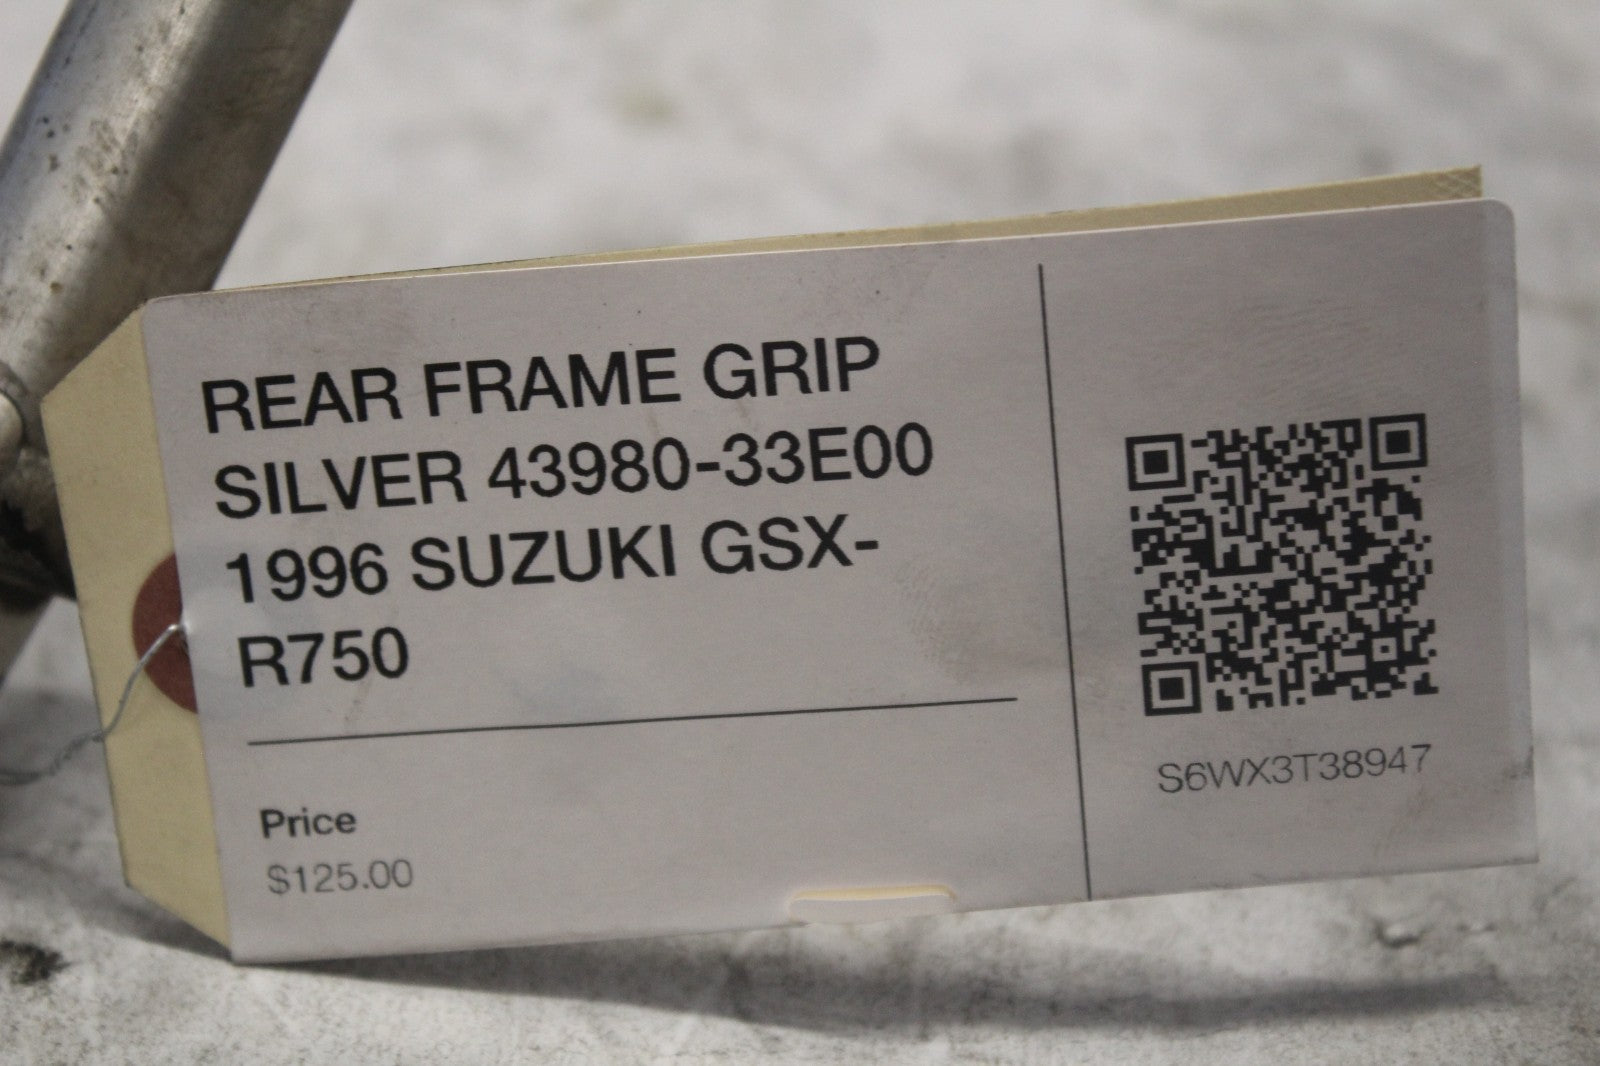 REAR FRAME GRIP
SILVER 43980-33E00
1996 SUZUKI GSX-
R750
Price
$125.00
S6WX3T38947